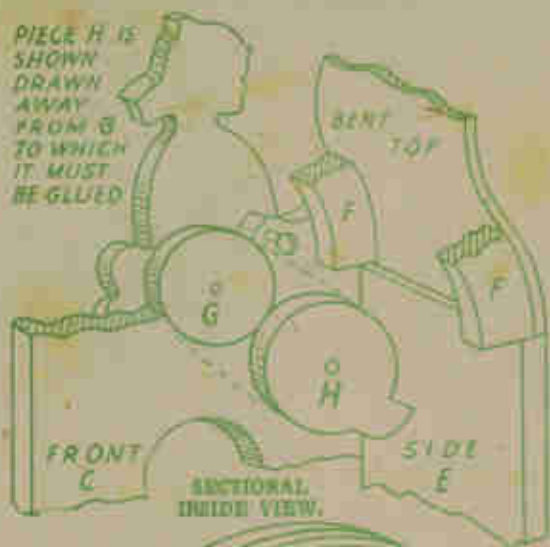 PIECE H IS
SHOWN
DRAWN
AWAY
FROM G
TO WHICH
IT MUST
BE GLUED
BENT
TOP
F
F
G
H
FRONT
C
SIDE
E
SECTIONAL
INSIDE VIEW.